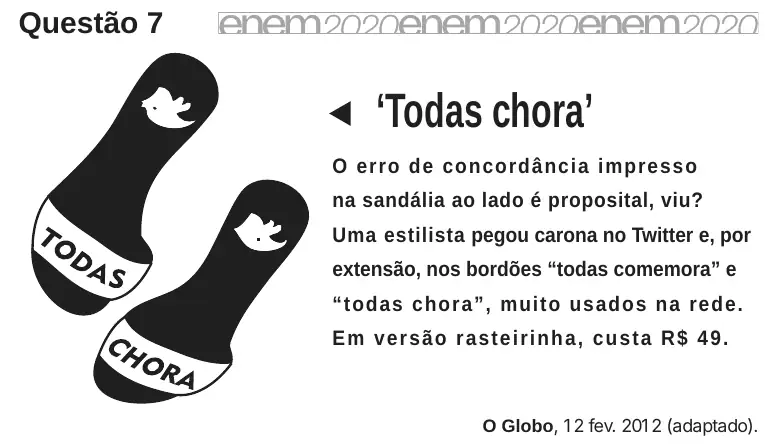 Questão 7
enem2020enem2020enem2020
TODAS
CHORA
‘Todas chora’
O erro de concordância impresso
na sandália ao lado é proposital, viu?
Uma estilista pegou carona no Twitter e, por
extensão, nos bordões “todas comemora” e
“todas chora”, muito usados na rede.
Em versão rasteirinha, custa R$ 49.
O Globo, 12 fev. 2012 (adaptado).